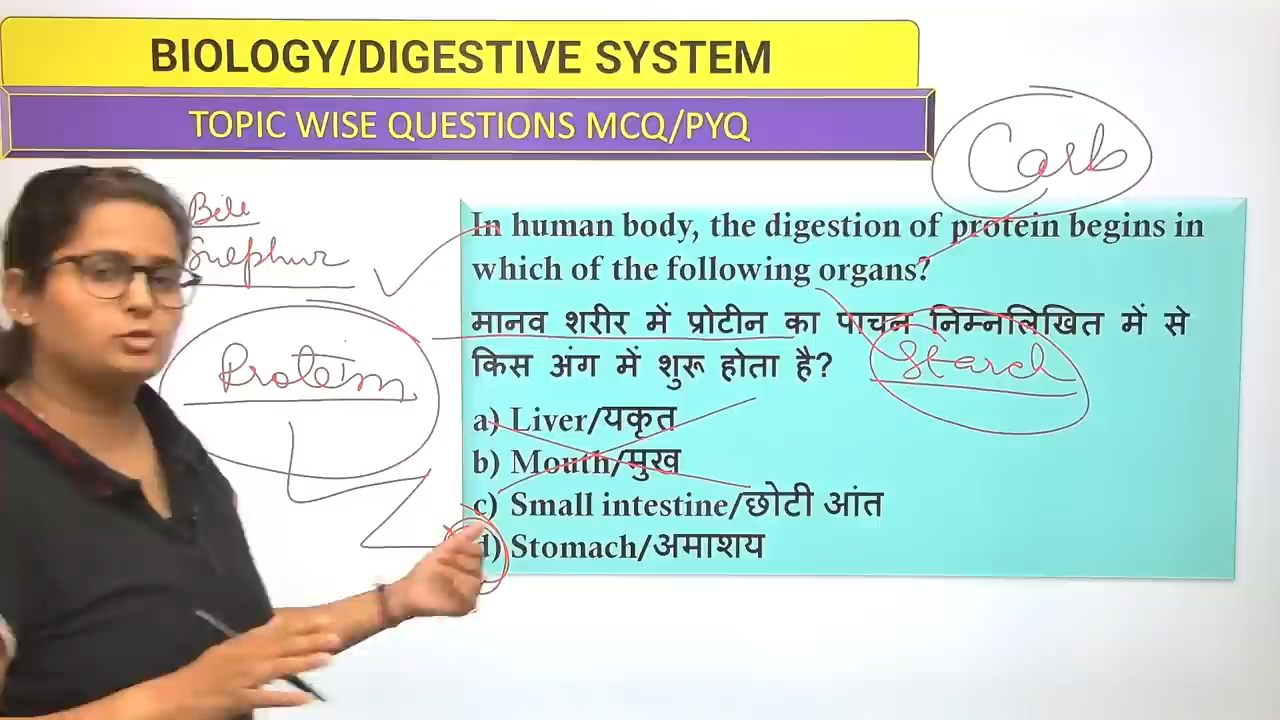 BIOLOGY/DIGESTIVE SYSTEM
TOPIC WISE QUESTIONS MCQ/PYQ
Carb
Bile
Sulphur
Protein
In human body, the digestion of protein begins in
which of the following organs?
मानव शरीर में प्रोटीन का पाचन निम्नलिखित में से
किस अंग में शुरू होता है?
Starch
a) Liver/यकृत
b) Mouth/मुख
c) Small intestine/छोटी आंत
d) Stomach/अमाशय